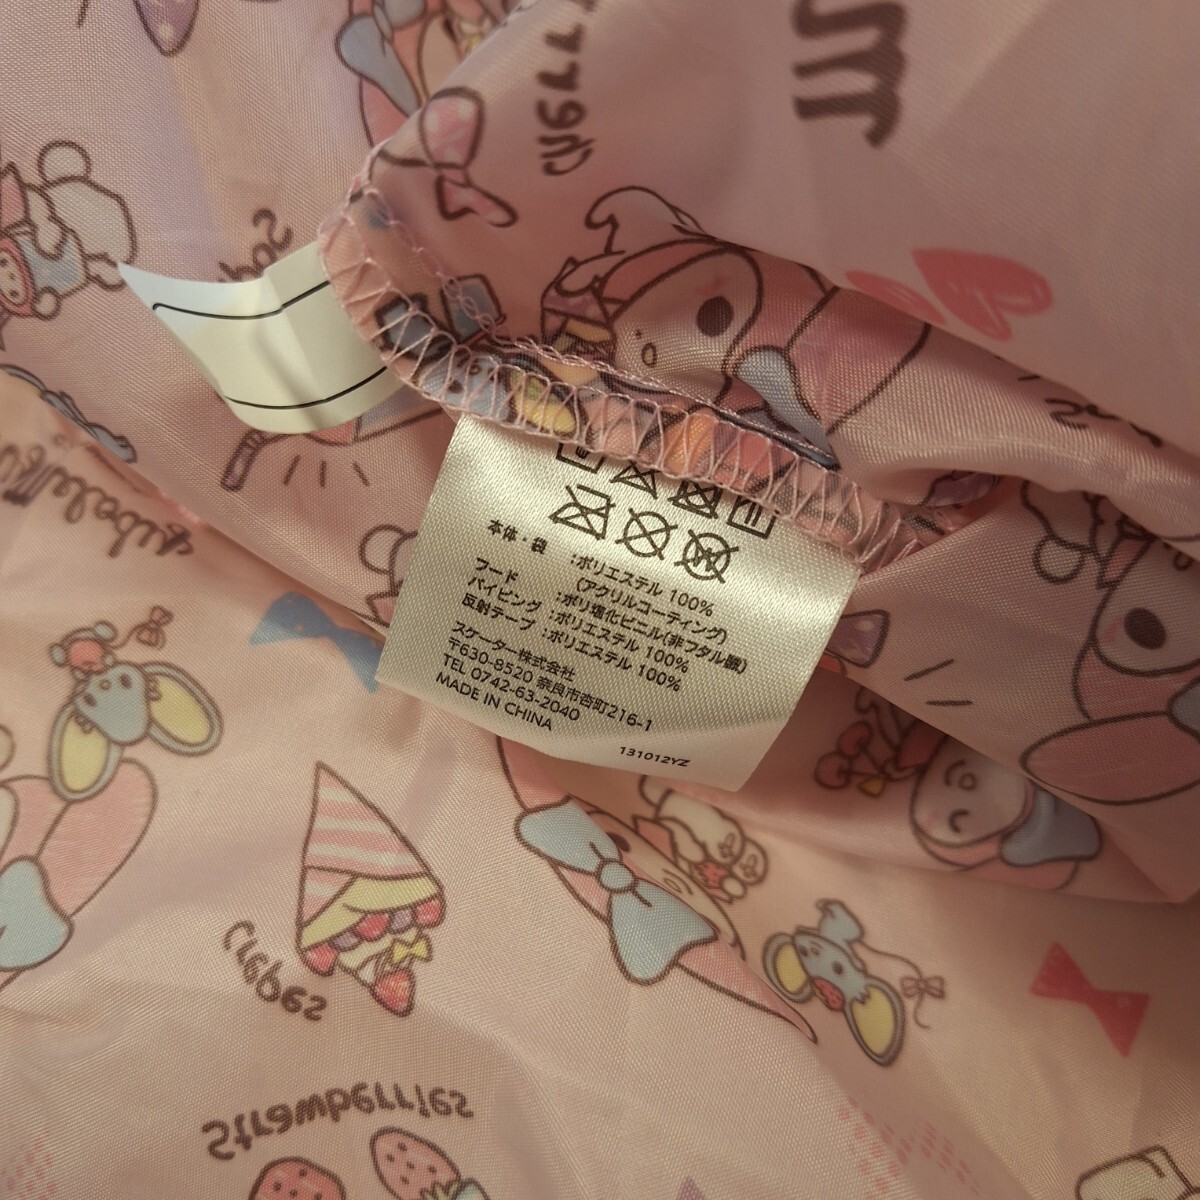 本体・袋 :ポリエステル 100%
(アクリルコーティング)
フード :ポリ塩化ビニル(非フタル酸)
パイピング :ポリエステル 100%
反射テープ :ポリエステル 100%
スケーター株式会社
〒630-8520 奈良市杏町216-1
TEL 0742-63-2040
MADE IN CHINA
131012YZ
Crepes
Strawberries